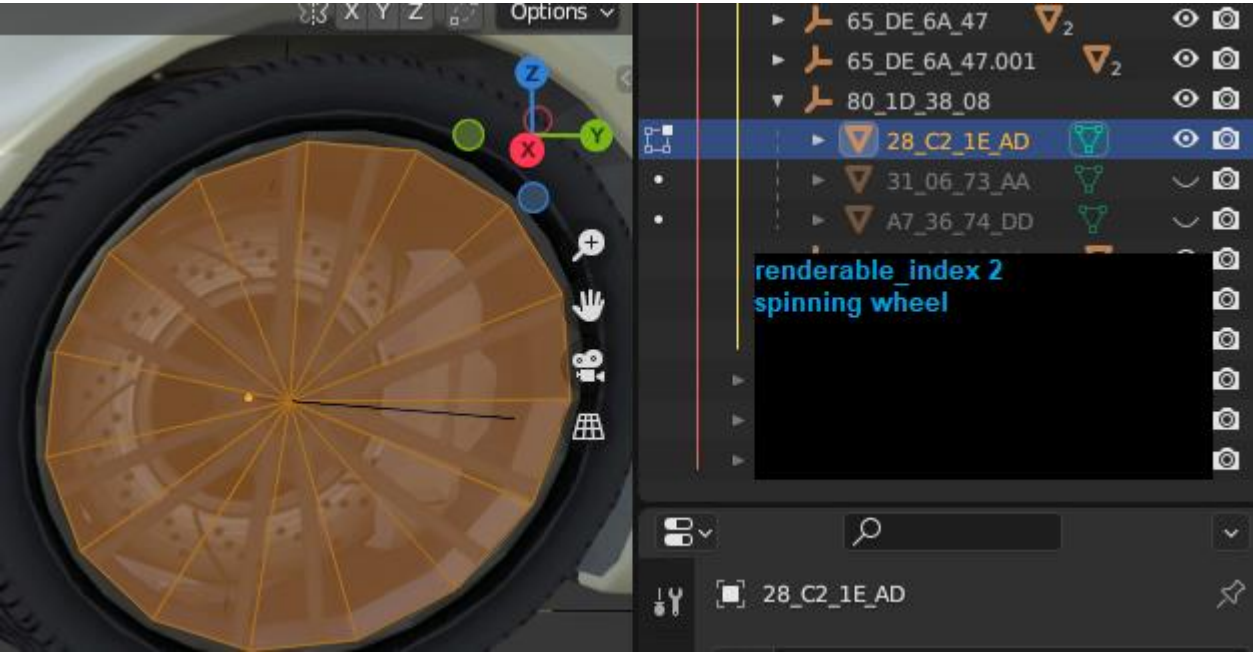 X Y Z Options
Z
Y
X
65_DE_6A_47 2
65_DE_6A_47.001 2
80_1D_38_08
28_C2_1E_AD
31_06_73_AA
A7_36_74_DD
renderable_index 2
spinning wheel
28_C2_1E_AD